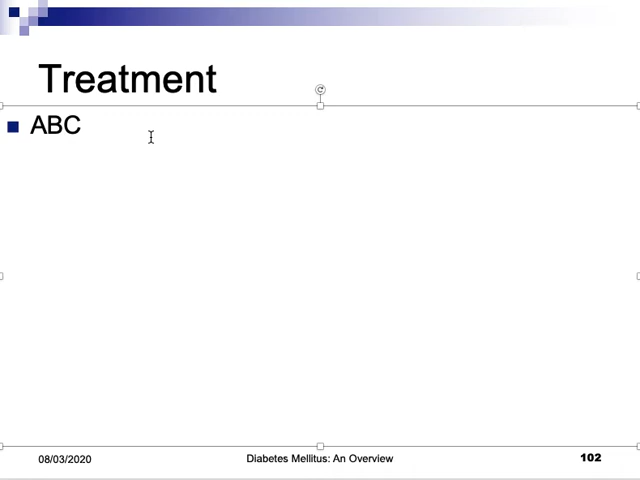 Treatment
ABC
08/03/2020
Diabetes Mellitus: An Overview
102